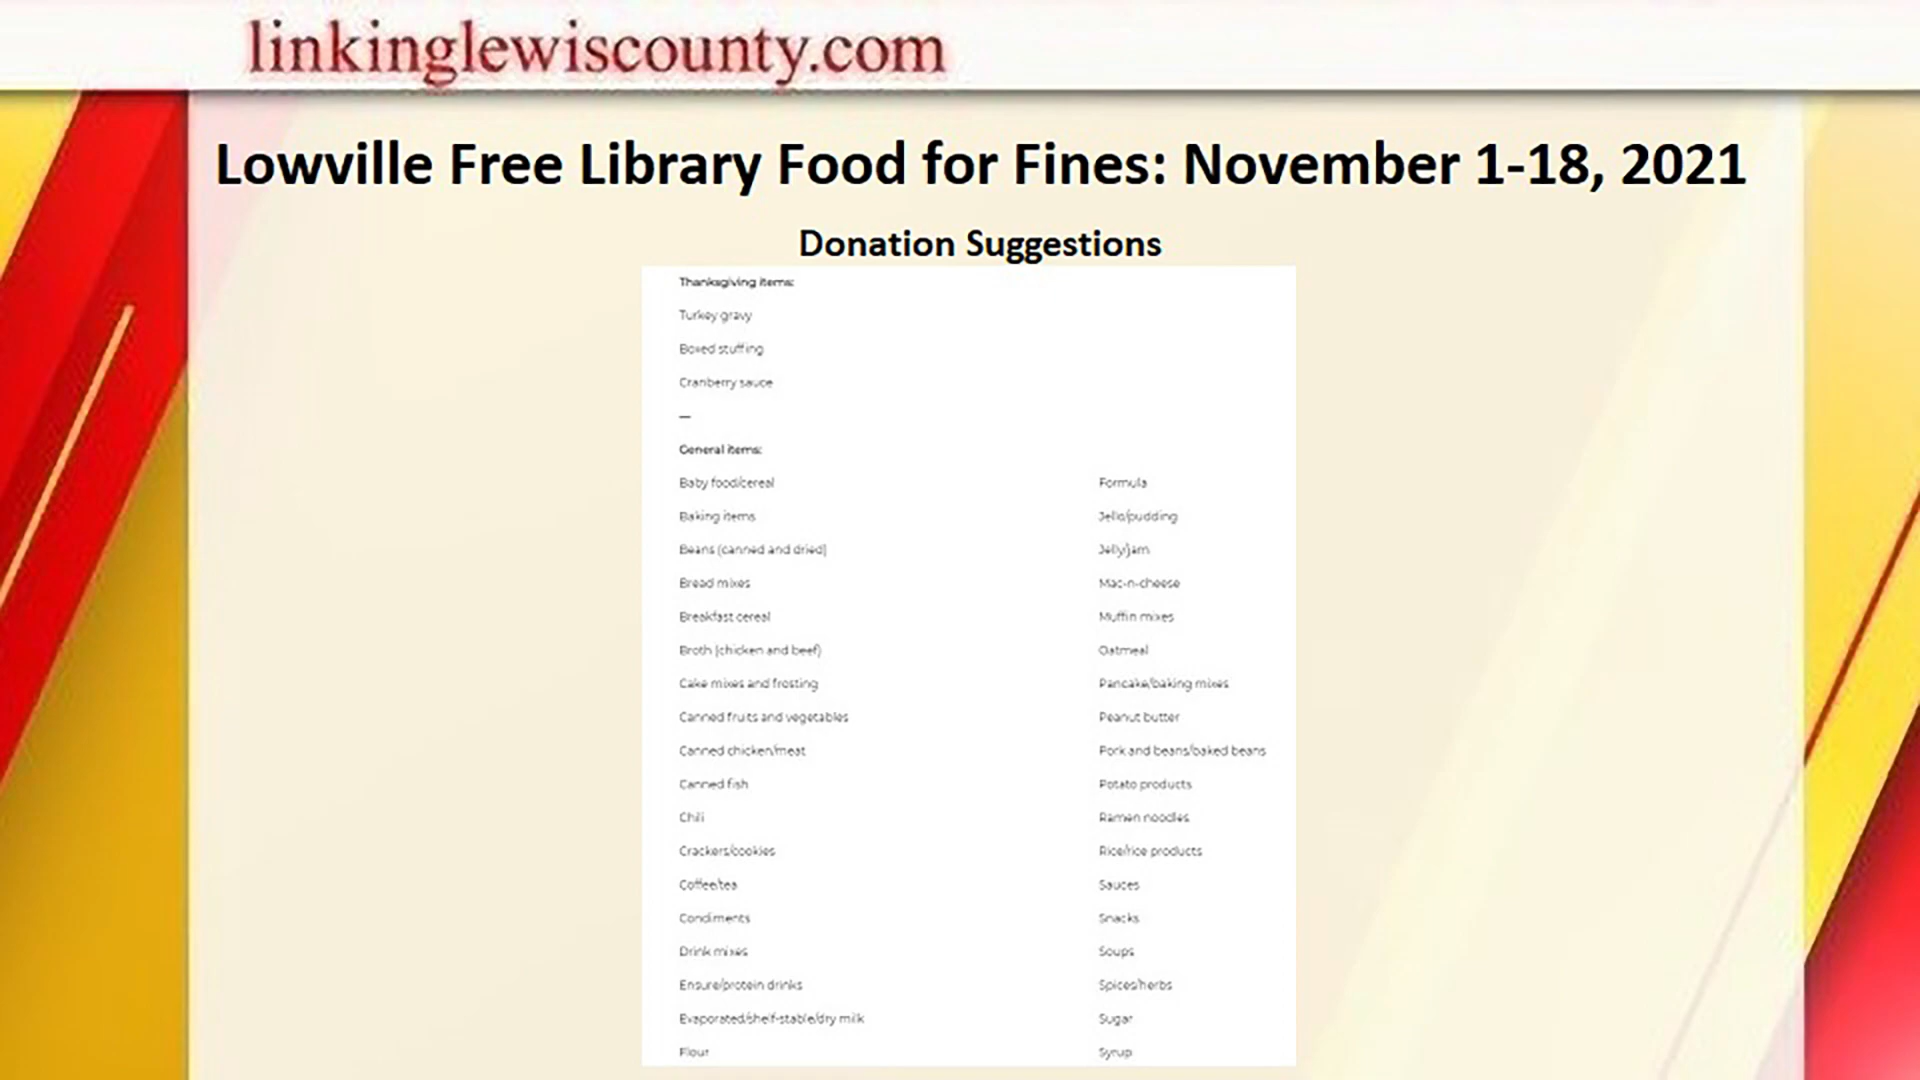 linkinglewiscounty.com
Lowville Free Library Food for Fines: November 1-18, 2021
Donation Suggestions
Thanksgiving items:
Turkey gravy
Boxed stuffing
Cranberry sauce
—
General items:
Baby food/cereal
Baking items
Beans (canned and dried)
Bread mixes
Breakfast cereal
Broth (chicken and beef)
Cake mixes and frosting
Canned fruits and vegetables
Canned chicken/meat
Canned fish
Chili
Crackers/cookies
Coffee/tea
Condiments
Drink mixes
Ensure/protein drinks
Evaporated/shelf-stable/dry milk
Flour
Formula
Jello/pudding
Jelly/jam
Mac-n-cheese
Muffin mixes
Oatmeal
Pancake/baking mixes
Peanut butter
Pork and beans/baked beans
Potato products
Ramen noodles
Rice/rice products
Sauces
Snacks
Soups
Spices/herbs
Sugar
Syrup